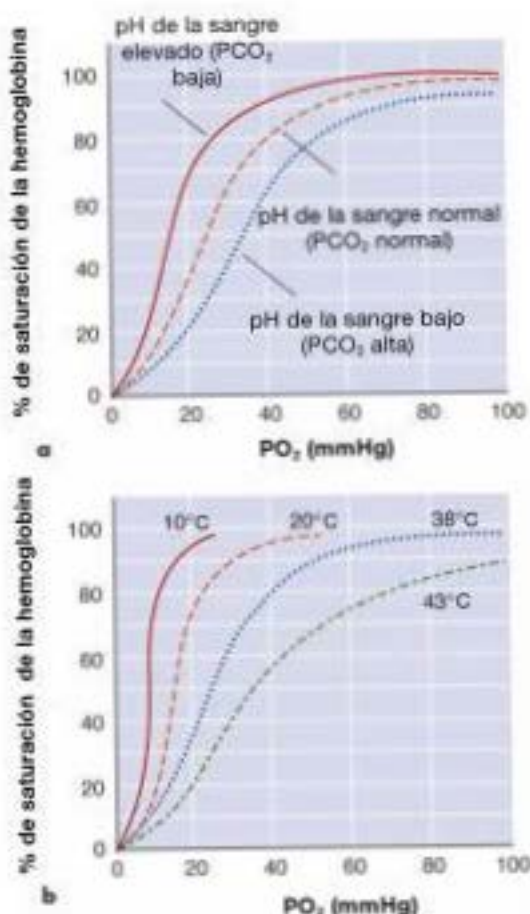 pH de la sangre
elevado (PCO₂
baja)
% de saturación de la hemoglobina
100
80
60
40
20
0
pH de la sangre normal
(PCO₂ normal)
pH de la sangre bajo
(PCO₂ alta)
0 20 40 60 80 100
PO₂ (mmHg)
a
% de saturación de la hemoglobina
100
80
60
40
20
0
10°C 20°C 38°C
43°C
0 20 40 60 80 100
PO₂ (mmHg)
b